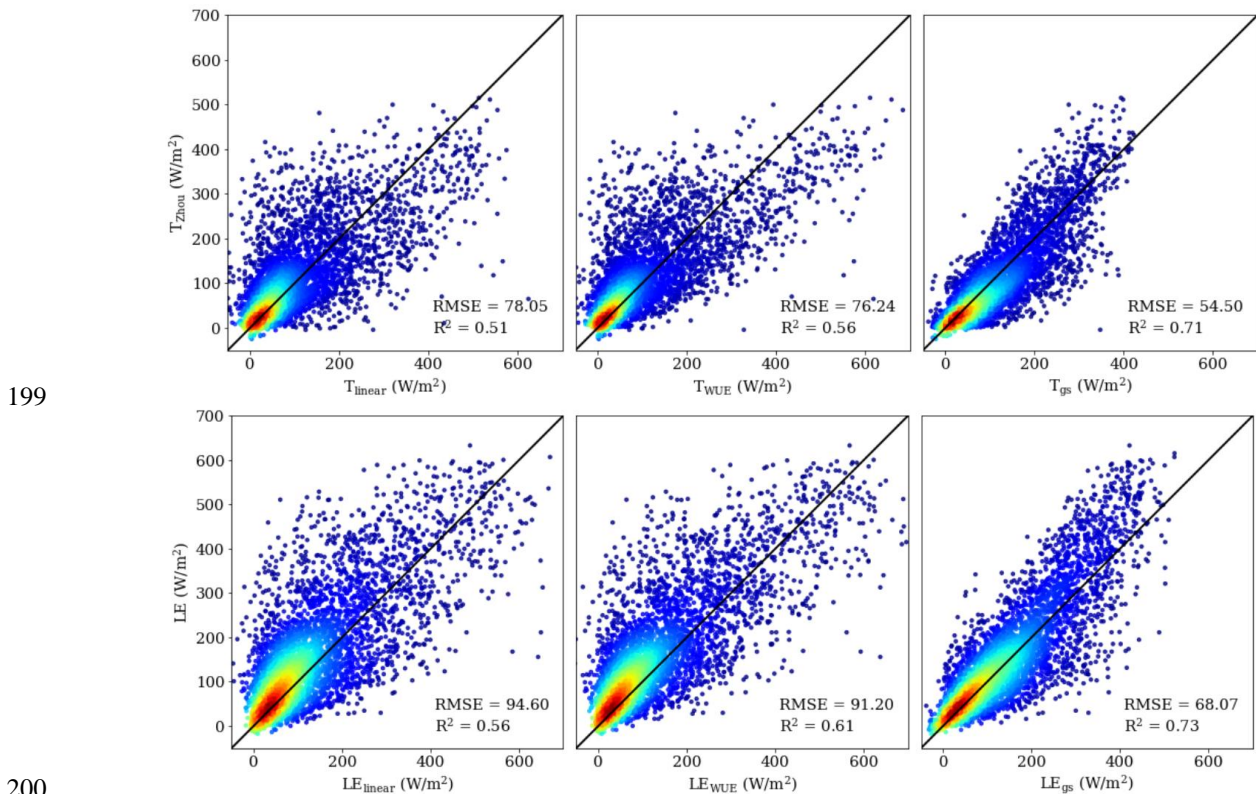 700
600
500
400
300
200
100
0
T_Zhou (W/m²)
RMSE = 78.05
R² = 0.51
0 200 400 600
T_linear (W/m²)
RMSE = 76.24
R² = 0.56
0 200 400 600
T_WUE (W/m²)
RMSE = 54.50
R² = 0.71
0 200 400 600
T_gs (W/m²)
199
700
600
500
400
300
200
100
0
LE (W/m²)
RMSE = 94.60
R² = 0.56
0 200 400 600
LE_linear (W/m²)
RMSE = 91.20
R² = 0.61
0 200 400 600
LE_WUE (W/m²)
RMSE = 68.07
R² = 0.73
0 200 400 600
LE_gs (W/m²)
200